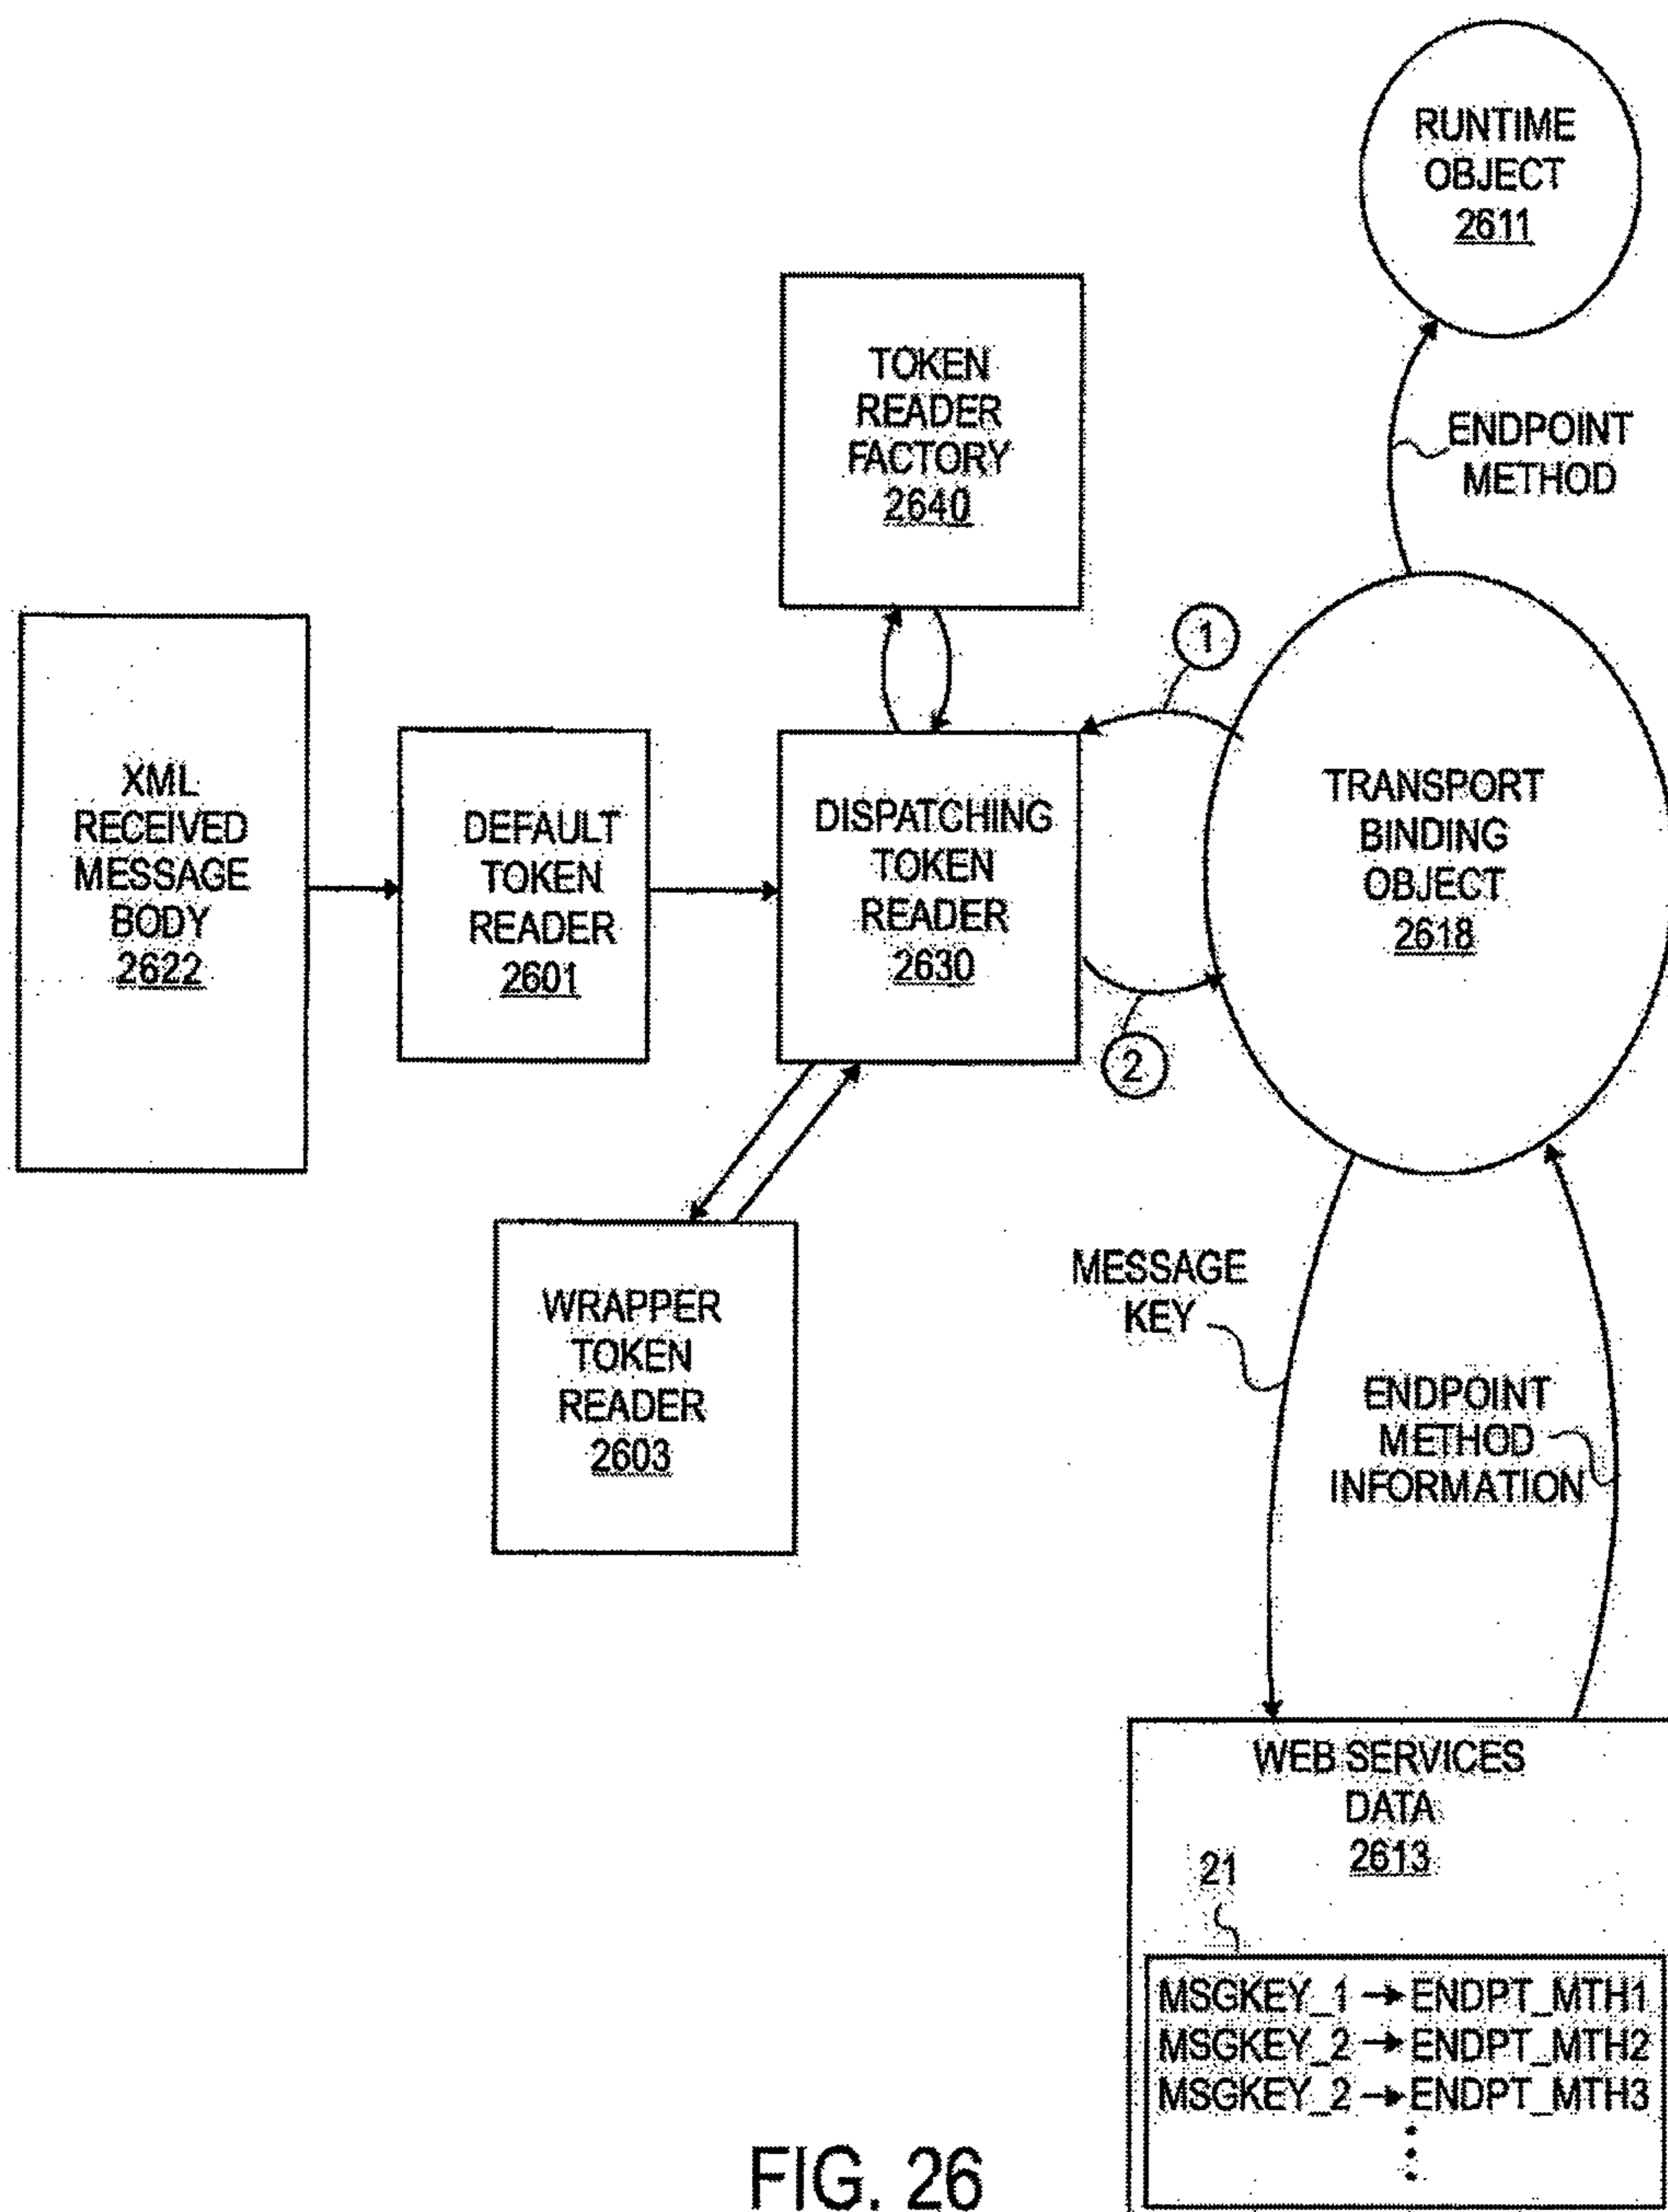 RUNTIME
OBJECT
2611
ENDPOINT
METHOD
TOKEN
READER
FACTORY
2640
1
XML
RECEIVED
MESSAGE
BODY
2622
DEFAULT
TOKEN
READER
2601
DISPATCHING
TOKEN
READER
2630
TRANSPORT
BINDING
OBJECT
2618
2
WRAPPER
TOKEN
READER
2603
MESSAGE
KEY
ENDPOINT
METHOD
INFORMATION
WEB SERVICES
DATA
2613
21
MSGKEY_1 → ENDPT_MTH1
MSGKEY_2 → ENDPT_MTH2
MSGKEY_2 → ENDPT_MTH3
FIG. 26